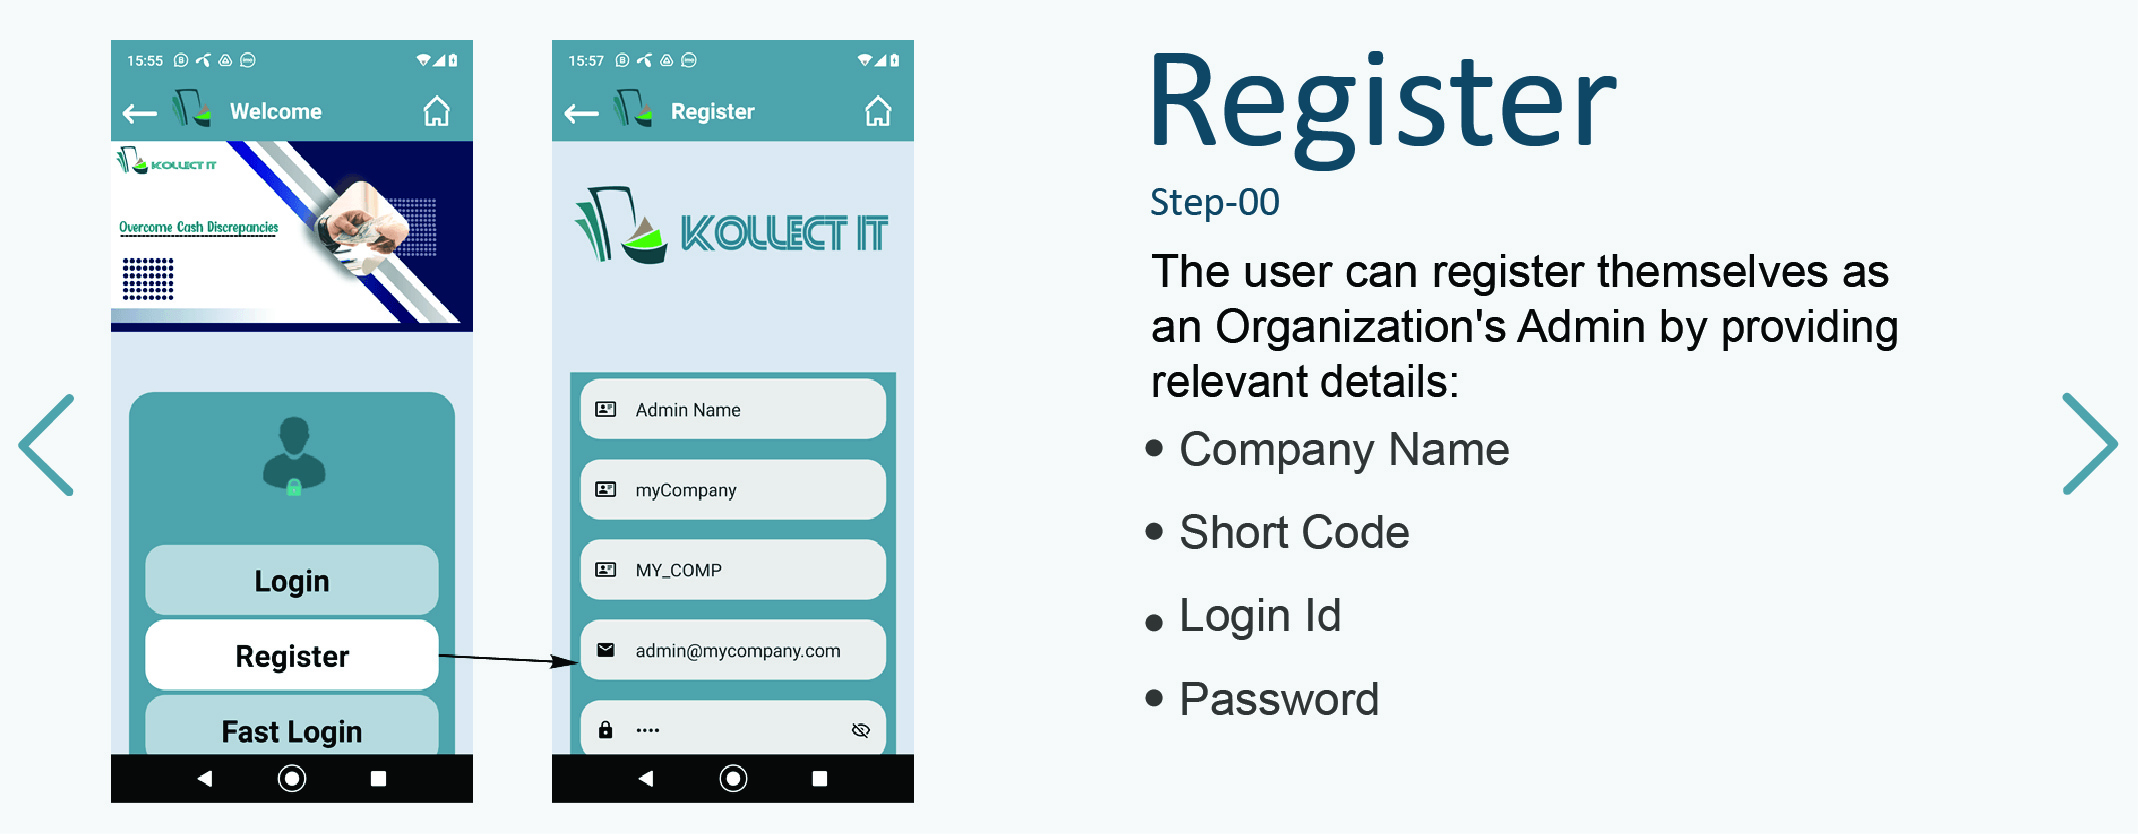 15:55
Welcome
KOLLECT IT
Overcome Cash Discrepancies
Login
Register
Fast Login
15:57
Register
KOLLECT IT
Admin Name
myCompany
MY_COMP
admin@mycompany.com
••••
Register
Step-00
The user can register themselves as
an Organization's Admin by providing
relevant details:
• Company Name
• Short Code
• Login Id
• Password